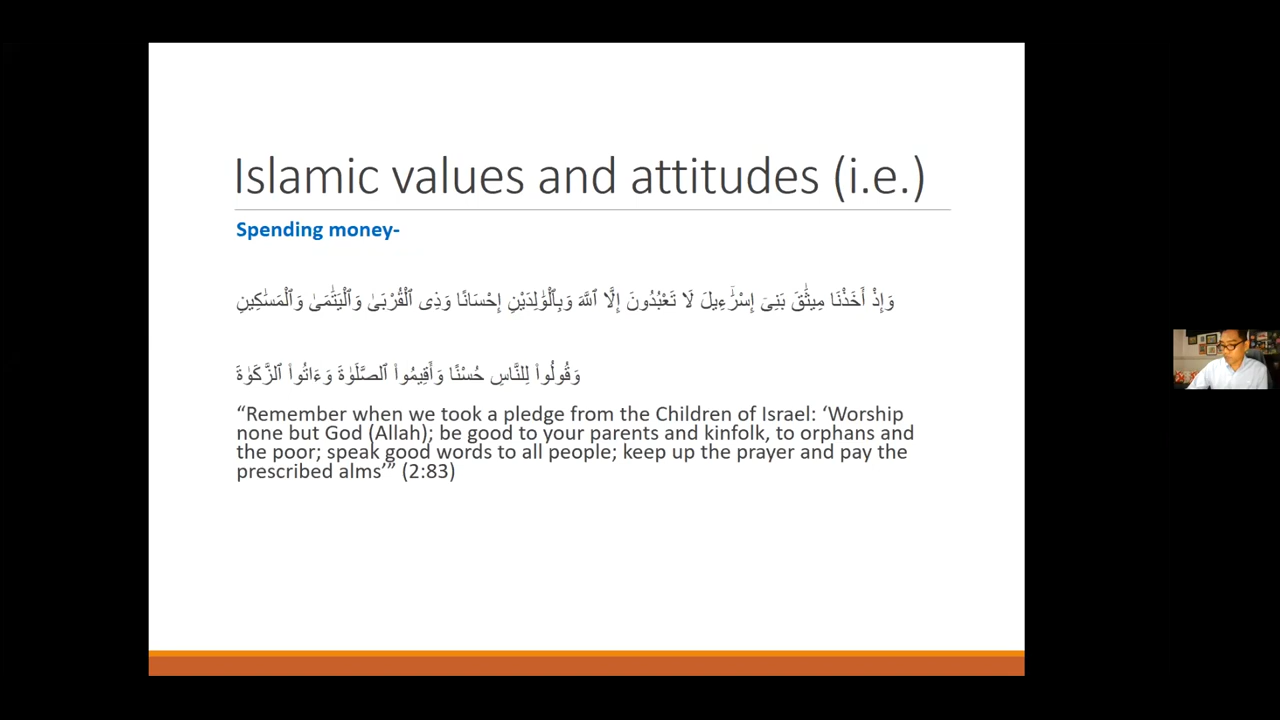 Islamic values and attitudes (i.e.)
Spending money-
وَإِذْ أَخَذْنَا مِيثَٰقَ بَنِىٓ إِسْرَٰٓءِيلَ لَا تَعْبُدُونَ إِلَّا ٱللَّهَ وَبِٱلْوَٰلِدَيْنِ إِحْسَانًا وَذِى ٱلْقُرْبَىٰ وَٱلْيَتَٰمَىٰ وَٱلْمَسَٰكِينِ
وَقُولُوا۟ لِلنَّاسِ حُسْنًا وَأَقِيمُوا۟ ٱلصَّلَوٰةَ وَءَاتُوا۟ ٱلزَّكَوٰةَ
“Remember when we took a pledge from the Children of Israel: ‘Worship
none but God (Allah); be good to your parents and kinfolk, to orphans and
the poor; speak good words to all people; keep up the prayer and pay the
prescribed alms’” (2:83)